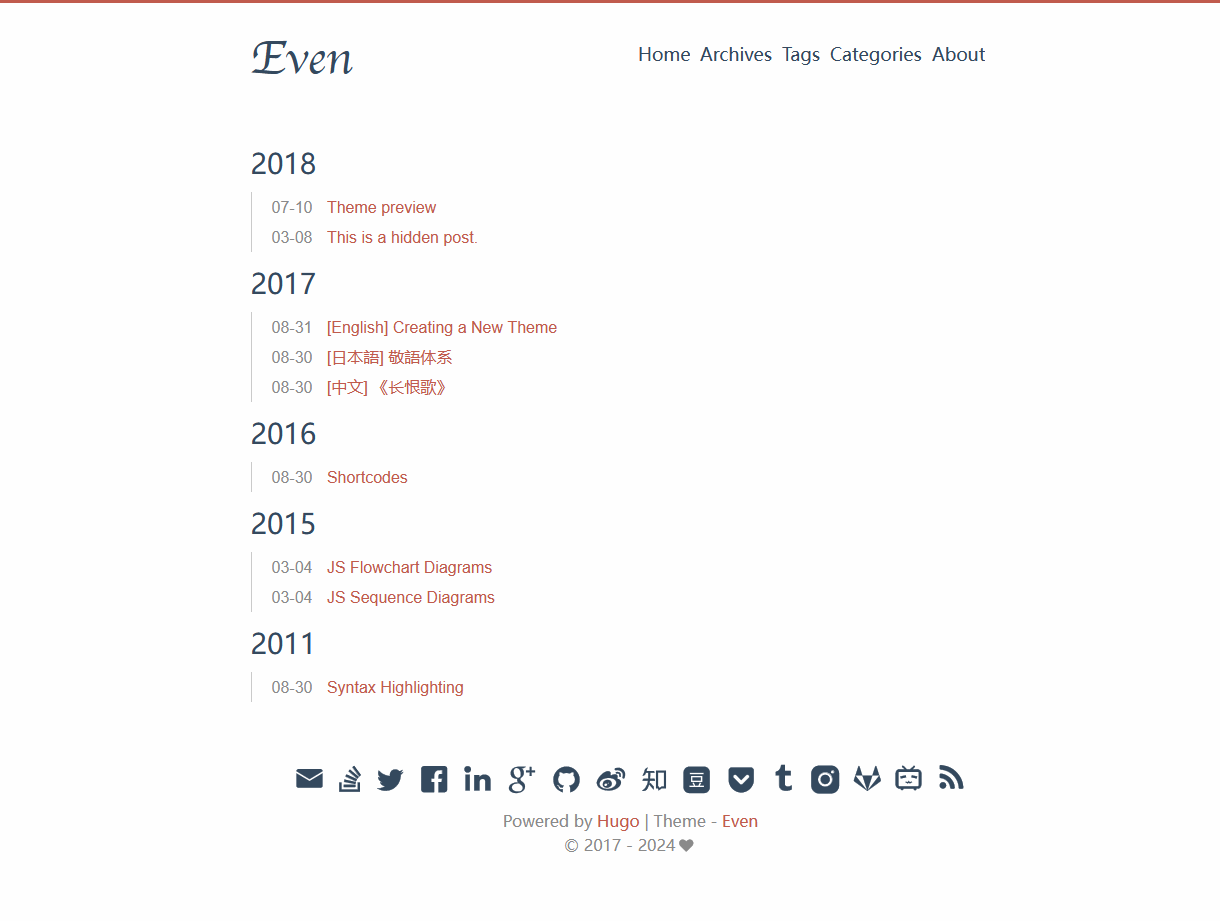 Even
Home Archives Tags Categories About
2018
07-10 Theme preview
03-08 This is a hidden post.
2017
08-31 [English] Creating a New Theme
08-30 [日本語] 敬語体系
08-30 [中文] 《长恨歌》
2016
08-30 Shortcodes
2015
03-04 JS Flowchart Diagrams
03-04 JS Sequence Diagrams
2011
08-30 Syntax Highlighting
知 豆
Powered by Hugo | Theme - Even
© 2017 - 2024